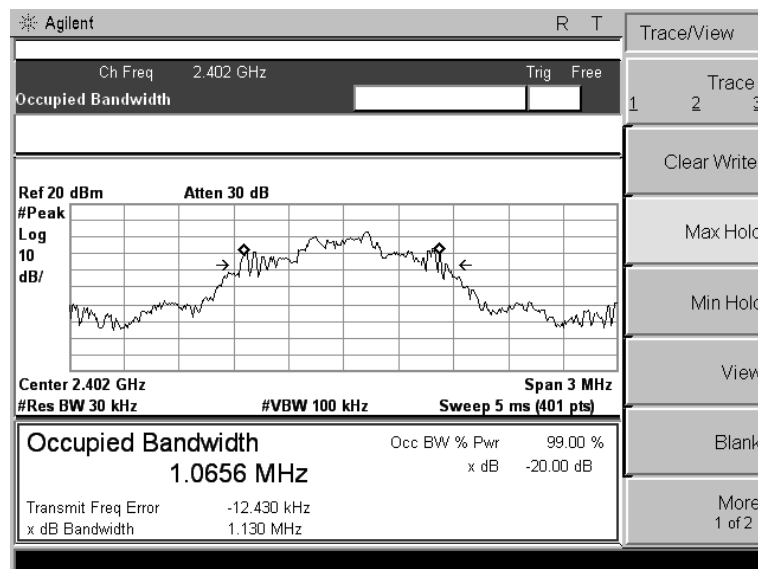 Agilent R T
Trace/View
Ch Freq 2.402 GHz Trig Free
Occupied Bandwidth
Trace
1 2 3
Clear Write
Max Hold
Min Hold
View
Blank
More
1 of 2
Ref 20 dBm Atten 30 dB
#Peak
Log
10
dB/
Center 2.402 GHz Span 3 MHz
#Res BW 30 kHz #VBW 100 kHz Sweep 5 ms (401 pts)
Occupied Bandwidth
1.0656 MHz
Occ BW % Pwr 99.00 %
x dB -20.00 dB
Transmit Freq Error -12.430 kHz
x dB Bandwidth 1.130 MHz